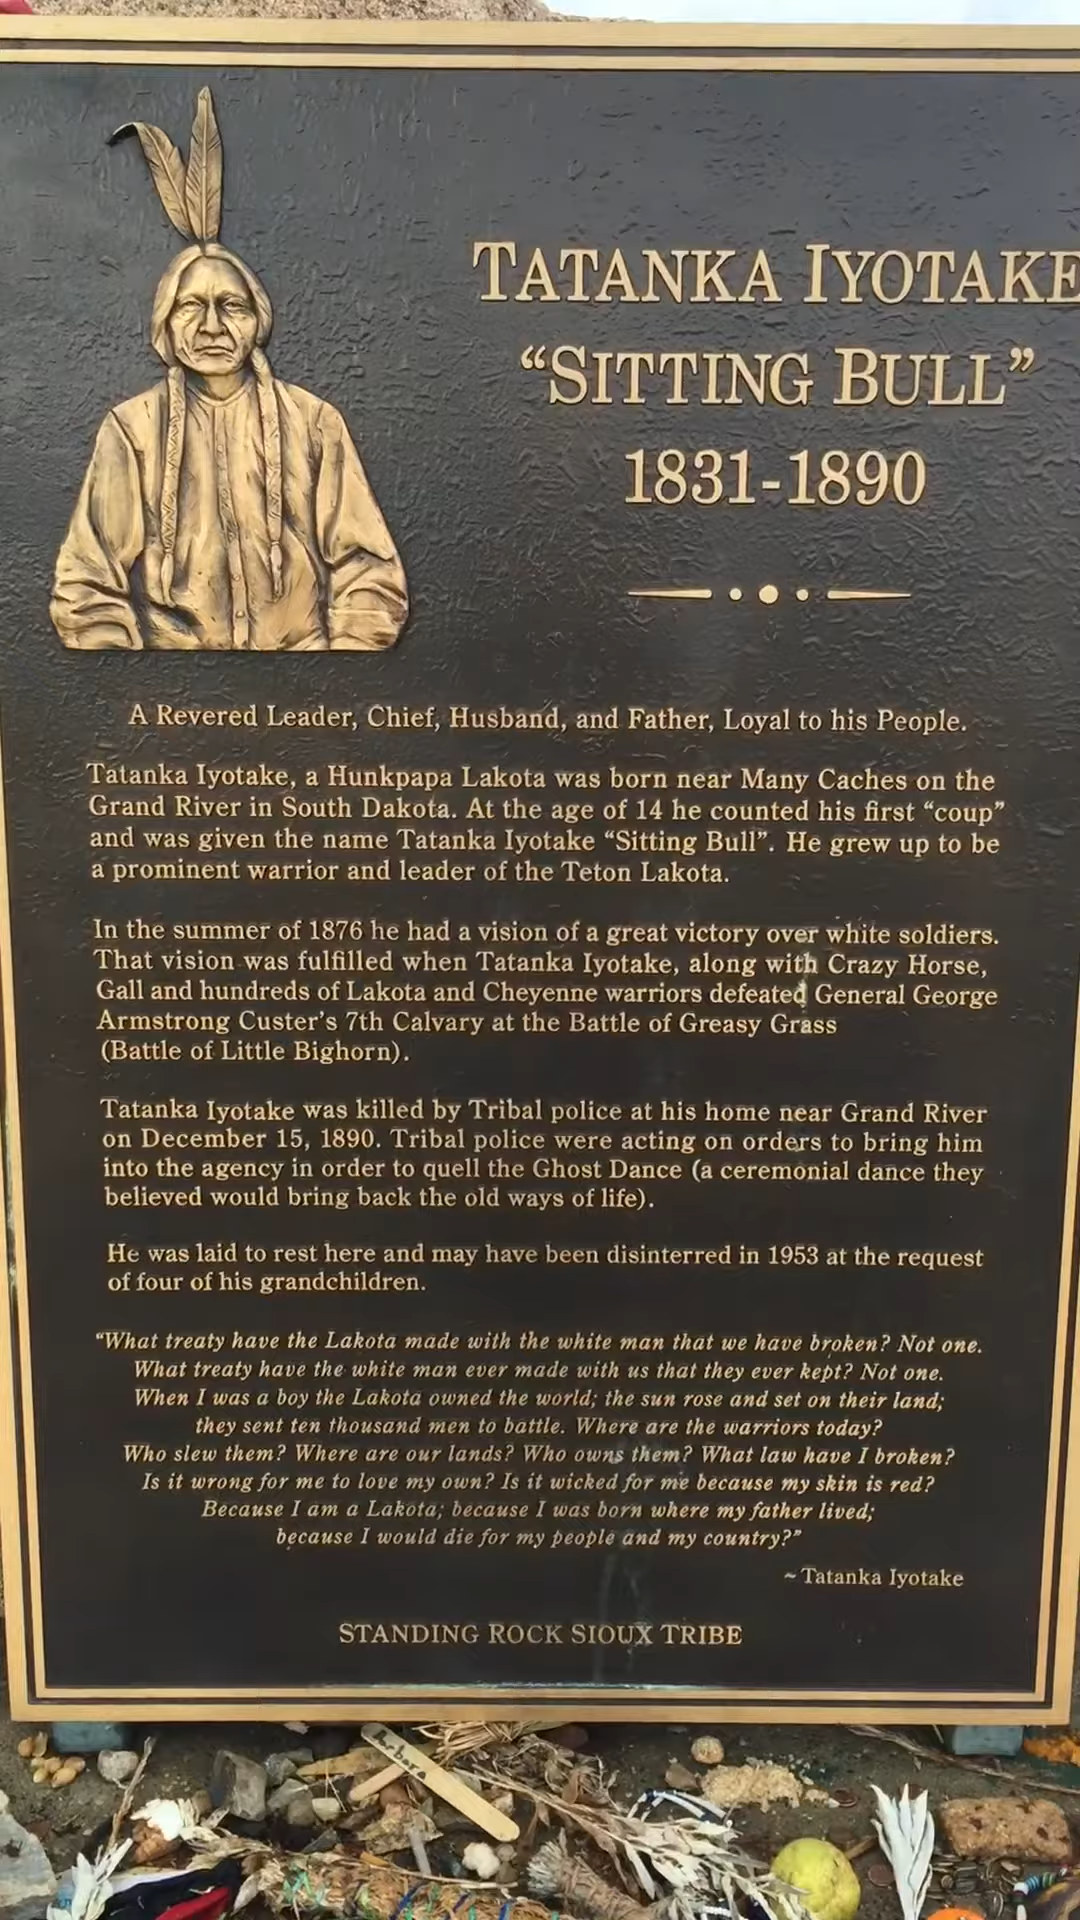 TATANKA IYOTAKE
“SITTING BULL”
1831-1890
A Revered Leader, Chief, Husband, and Father, Loyal to his People.
Tatanka Iyotake, a Hunkpapa Lakota was born near Many Caches on the
Grand River in South Dakota. At the age of 14 he counted his first “coup”
and was given the name Tatanka Iyotake “Sitting Bull”. He grew up to be
a prominent warrior and leader of the Teton Lakota.
In the summer of 1876 he had a vision of a great victory over white soldiers.
That vision was fulfilled when Tatanka Iyotake, along with Crazy Horse,
Gall and hundreds of Lakota and Cheyenne warriors defeated General George
Armstrong Custer’s 7th Calvary at the Battle of Greasy Grass
(Battle of Little Bighorn).
Tatanka Iyotake was killed by Tribal police at his home near Grand River
on December 15, 1890. Tribal police were acting on orders to bring him
into the agency in order to quell the Ghost Dance (a ceremonial dance they
believed would bring back the old ways of life).
He was laid to rest here and may have been disinterred in 1953 at the request
of four of his grandchildren.
“What treaty have the Lakota made with the white man that we have broken? Not one.
What treaty have the white man ever made with us that they ever kept? Not one.
When I was a boy the Lakota owned the world; the sun rose and set on their land;
they sent ten thousand men to battle. Where are the warriors today?
Who slew them? Where are our lands? Who owns them? What law have I broken?
Is it wrong for me to love my own? Is it wicked for me because my skin is red?
Because I am a Lakota; because I was born where my father lived;
because I would die for my people and my country?”
~ Tatanka Iyotake
STANDING ROCK SIOUX TRIBE